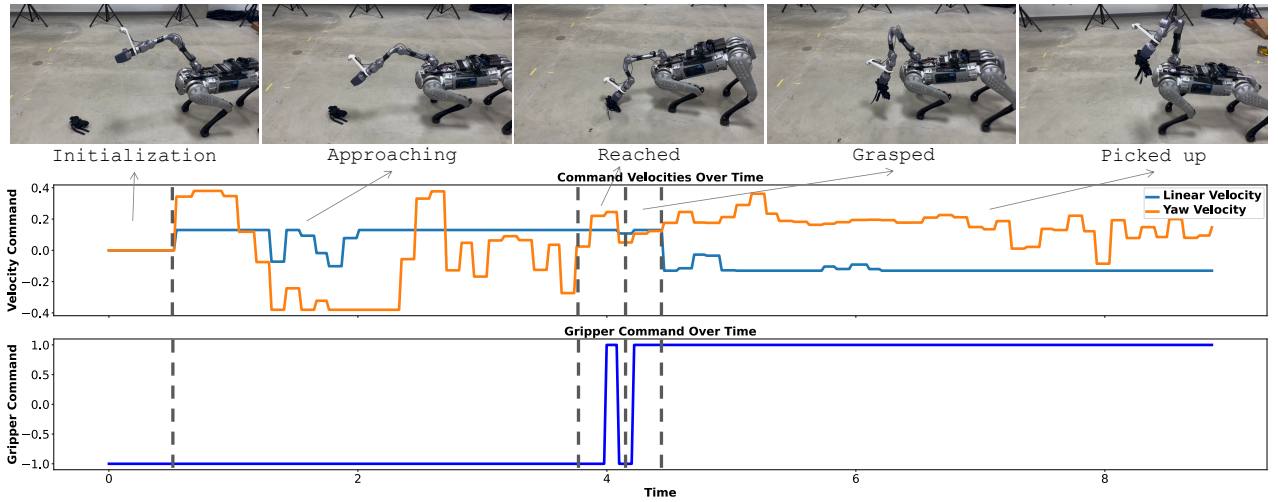 Initialization
Approaching
Reached
Grasped
Picked up
Command Velocities Over Time
Velocity Command
0.4
0.2
0.0
−0.2
−0.4
Linear Velocity
Yaw Velocity
Gripper Command Over Time
Gripper Command
1.0
0.5
0.0
−0.5
−1.0
0
2
4
6
8
Time